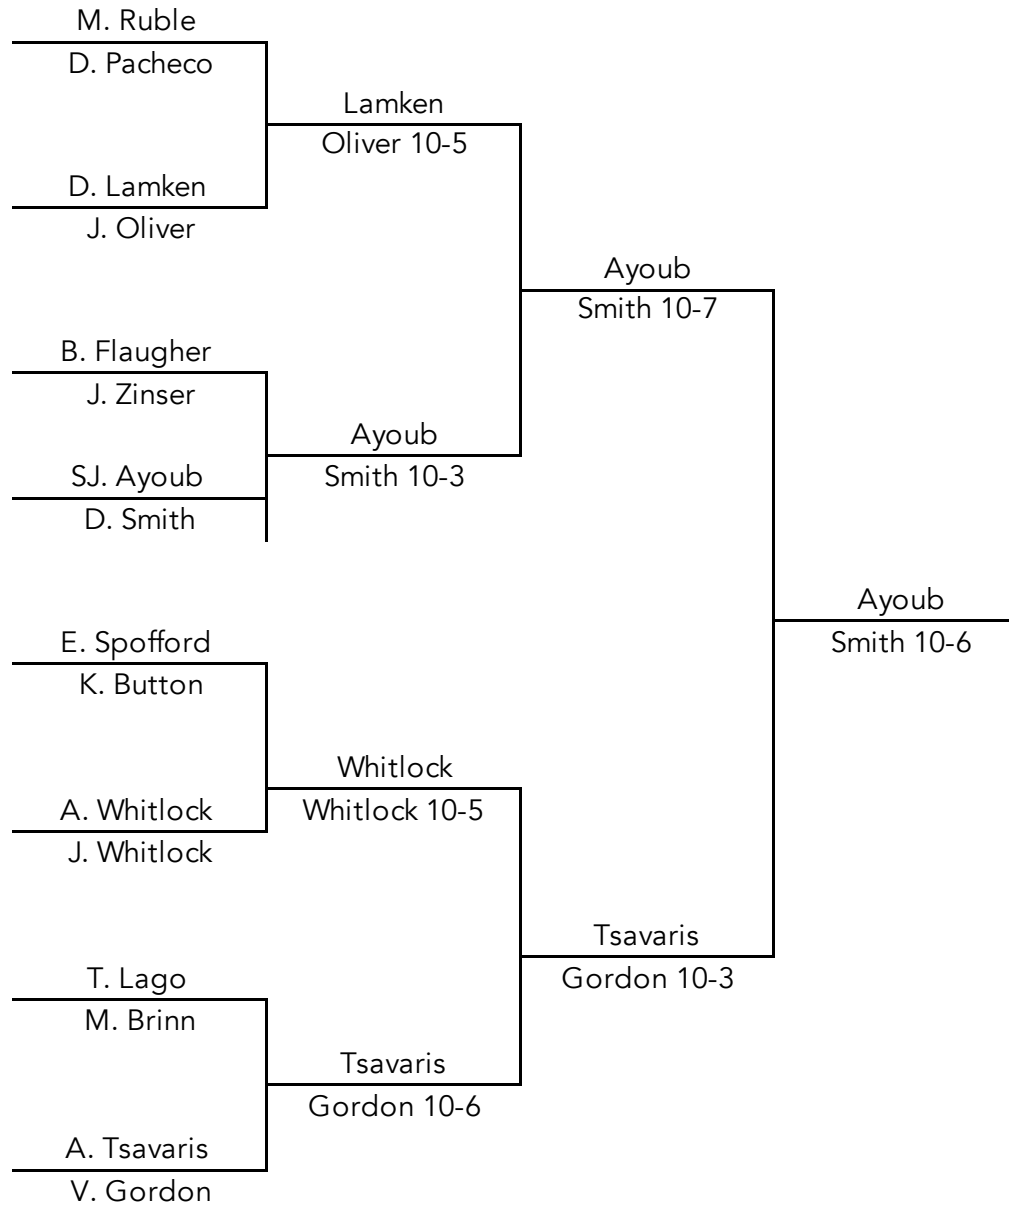 M. Ruble
D. Pacheco
Lamken
Oliver 10-5
D. Lamken
J. Oliver
Ayoub
Smith 10-7
B. Flaugher
J. Zinser
Ayoub
Smith 10-3
SJ. Ayoub
D. Smith
Ayoub
Smith 10-6
E. Spofford
K. Button
Whitlock
Whitlock 10-5
A. Whitlock
J. Whitlock
Tsavaris
Gordon 10-3
T. Lago
M. Brinn
Tsavaris
Gordon 10-6
A. Tsavaris
V. Gordon